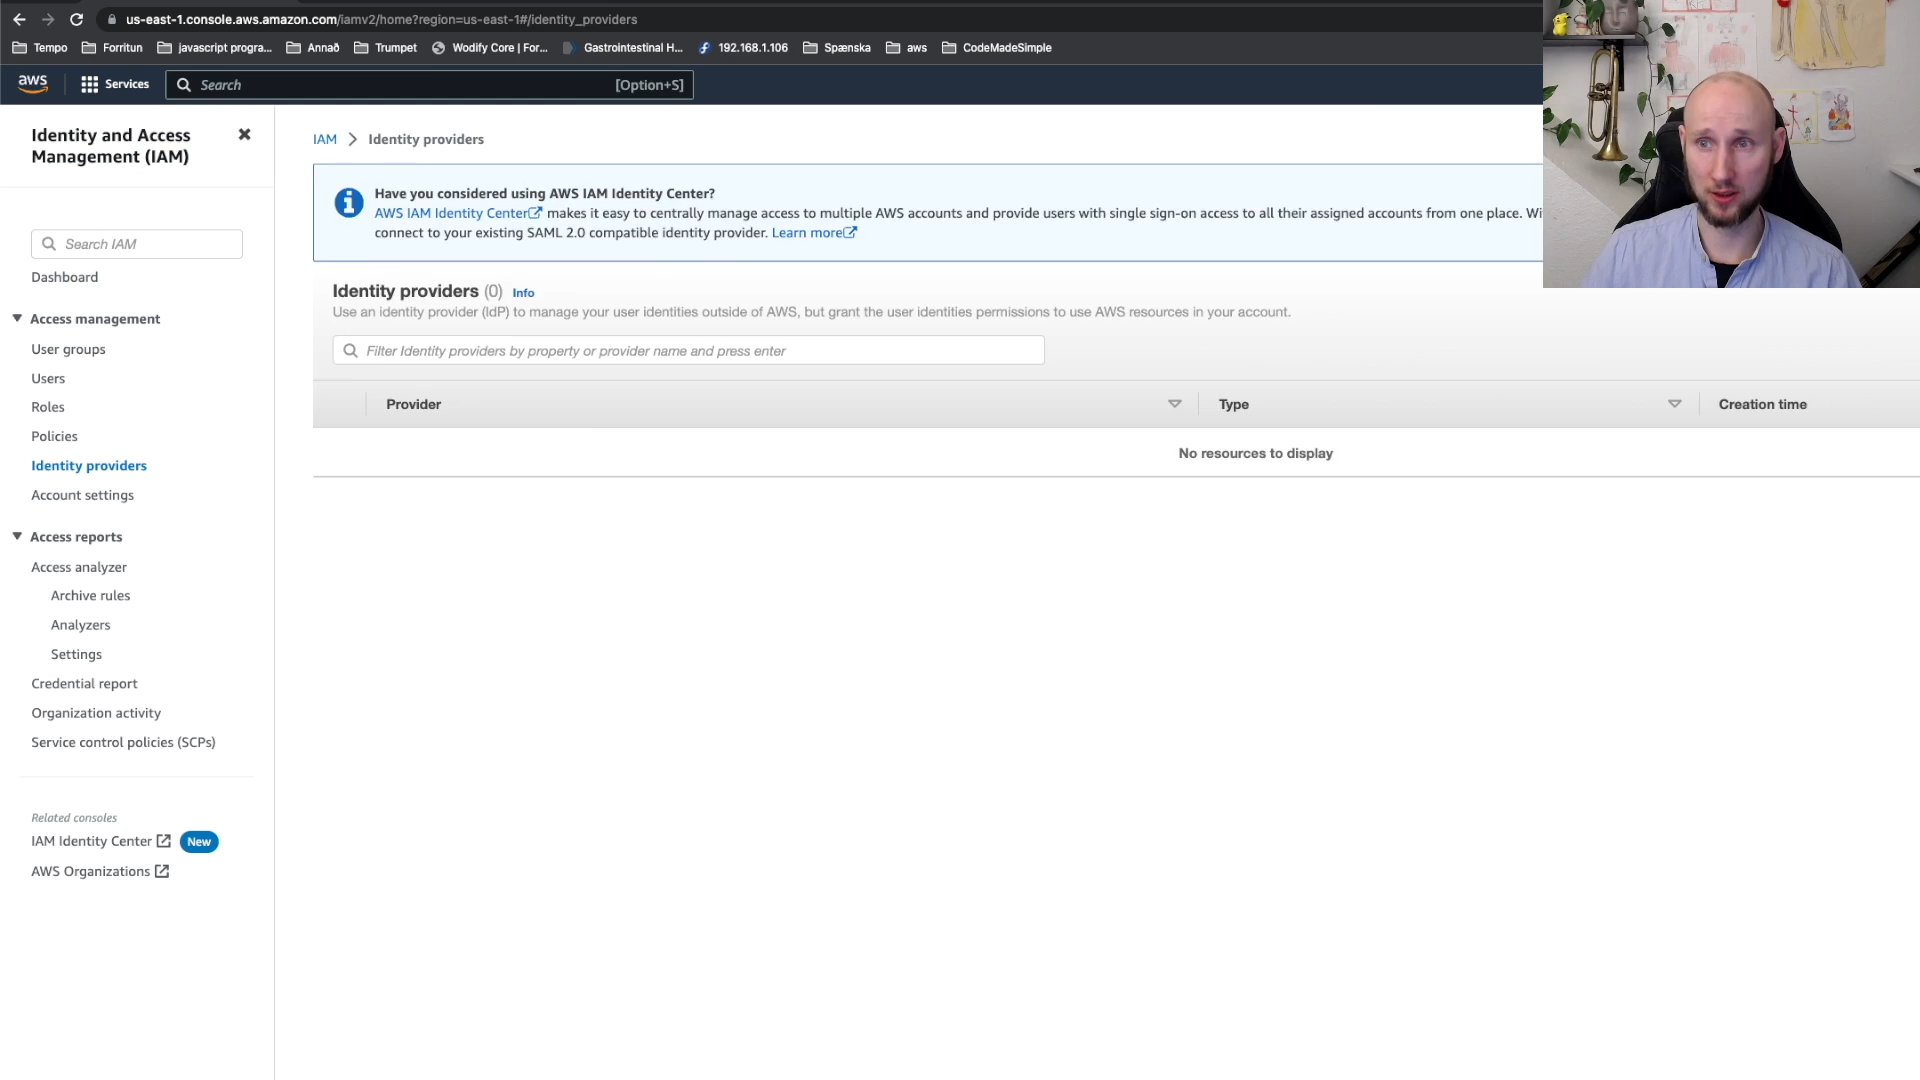 us-east-1.console.aws.amazon.com/iamv2/home?region=us-east-1#/identity_providers
Tempo
Forritun
javascript progra...
Annað
Trumpet
Wodify Core | For...
Gastrointestinal H...
192.168.1.106
Spænska
aws
CodeMadeSimple
aws
Services
Search
[Option+S]
Identity and Access
Management (IAM)
Search IAM
Dashboard
Access management
User groups
Users
Roles
Policies
Identity providers
Account settings
Access reports
Access analyzer
Archive rules
Analyzers
Settings
Credential report
Organization activity
Service control policies (SCPs)
Related consoles
IAM Identity Center
New
AWS Organizations
IAM > Identity providers
Have you considered using AWS IAM Identity Center?
AWS IAM Identity Center makes it easy to centrally manage access to multiple AWS accounts and provide users with single sign-on access to all their assigned accounts from one place. Wi
connect to your existing SAML 2.0 compatible identity provider. Learn more
Identity providers (0) Info
Use an identity provider (IdP) to manage your user identities outside of AWS, but grant the user identities permissions to use AWS resources in your account.
Filter Identity providers by property or provider name and press enter
Provider
Type
Creation time
No resources to display